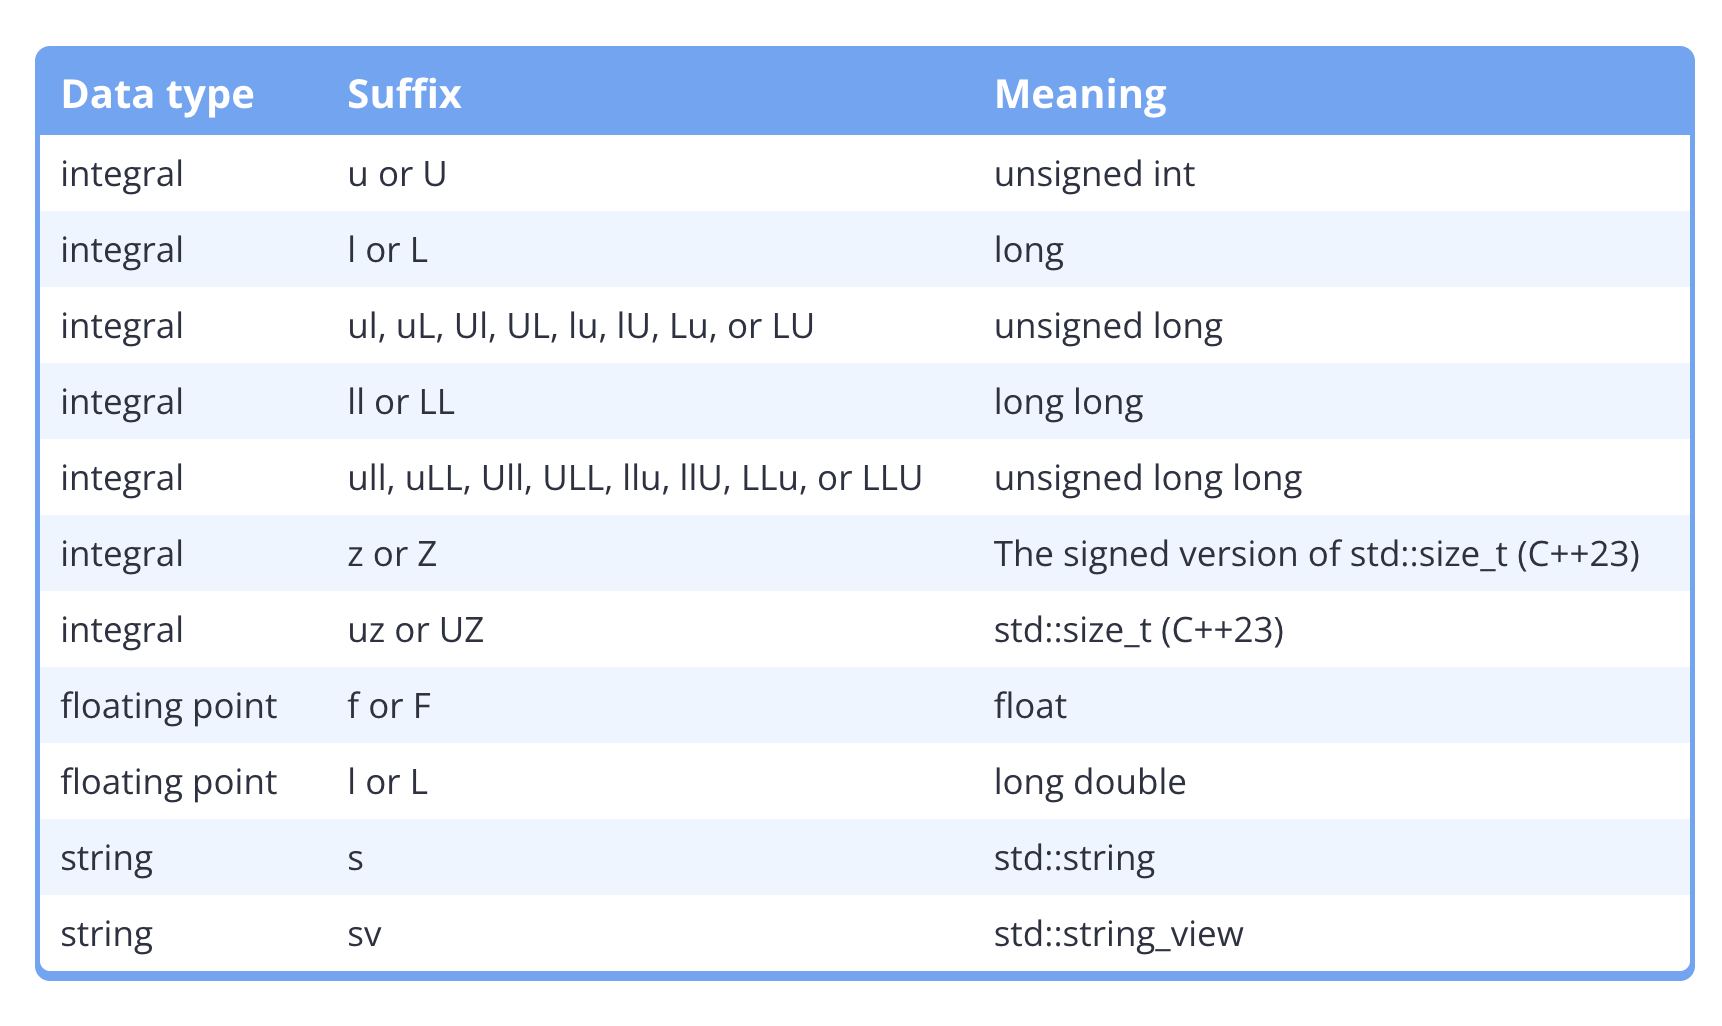 Data type Suffix Meaning
integral u or U unsigned int
integral l or L long
integral ul, uL, Ul, UL, lu, lU, Lu, or LU unsigned long
integral ll or LL long long
integral ull, uLL, Ull, ULL, llu, llU, LLu, or LLU unsigned long long
integral z or Z The signed version of std::size_t (C++23)
integral uz or UZ std::size_t (C++23)
floating point f or F float
floating point l or L long double
string s std::string
string sv std::string_view